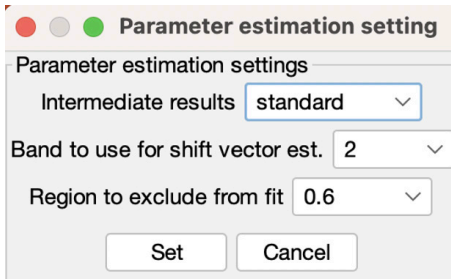 Parameter estimation setting
Parameter estimation settings
Intermediate results standard
Band to use for shift vector est. 2
Region to exclude from fit 0.6
Set Cancel